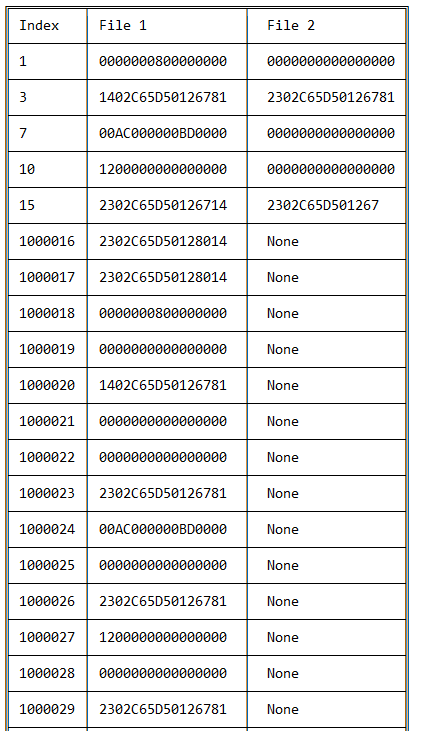 Index File 1 File 2
1 0000000800000000 0000000000000000
3 1402C65D50126781 2302C65D50126781
7 00AC000000BD0000 0000000000000000
10 1200000000000000 0000000000000000
15 2302C65D50126714 2302C65D501267
1000016 2302C65D50128014 None
1000017 2302C65D50128014 None
1000018 0000000800000000 None
1000019 0000000000000000 None
1000020 1402C65D50126781 None
1000021 0000000000000000 None
1000022 0000000000000000 None
1000023 2302C65D50126781 None
1000024 00AC000000BD0000 None
1000025 0000000000000000 None
1000026 2302C65D50126781 None
1000027 1200000000000000 None
1000028 0000000000000000 None
1000029 2302C65D50126781 None